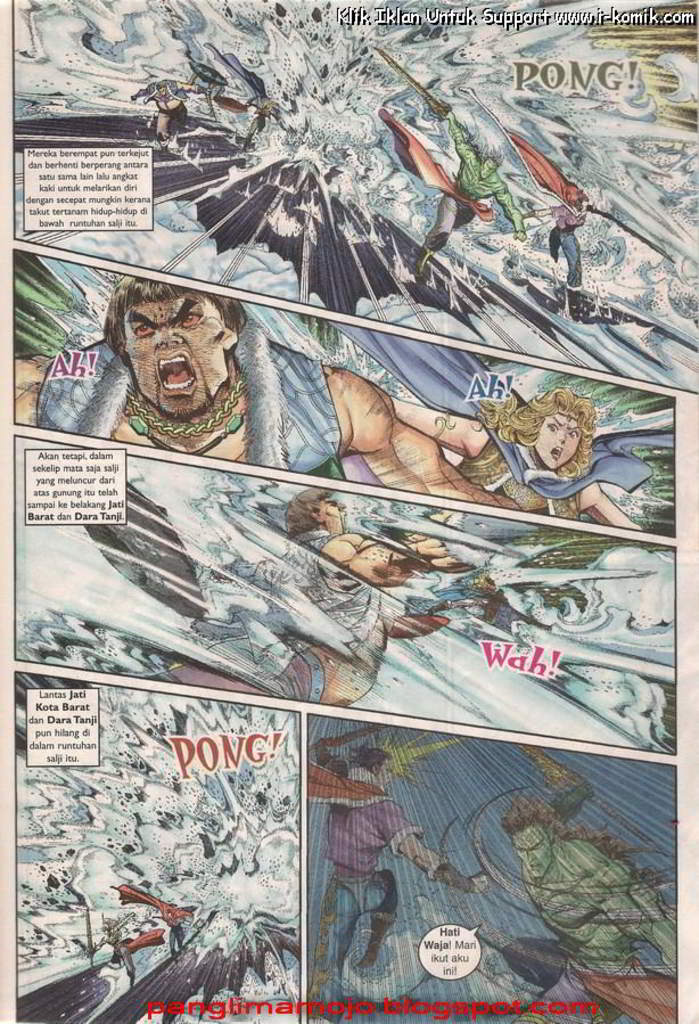 Klik Iklan Untuk Support www.i-komik.com
PONG!
Mereka berempat pun terkejut
dan berhenti berperang antara
satu sama lain lalu angkat
kaki untuk melarikan diri
dengan secepat mungkin kerana
takut tertanam hidup-hidup di
bawah runtuhan salji itu.
Ah!
Ah!
Akan tetapi, dalam
sekelip mata saja salji
yang meluncur dari
atas gunung itu telah
sampai ke belakang Jati
Barat dan Dara Tanji.
Wah!
Lantas Jati
Kota Barat
dan Dara Tanji
pun hilang di
dalam runtuhan
salji itu.
PONG!
Hati
Waja! Mari
ikut aku
ini!
panglimamojo.blogspot.com